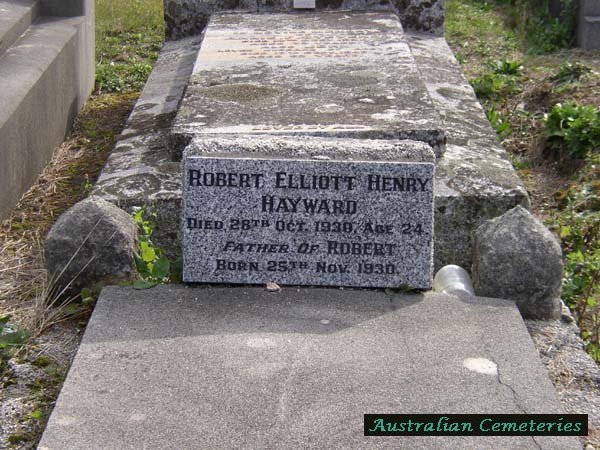 ROBERT ELLIOTT HENRY
HAYWARD
DIED 28TH OCT. 1930, AGE 24.
FATHER OF ROBERT
BORN 25TH NOV. 1930.
Australian Cemeteries